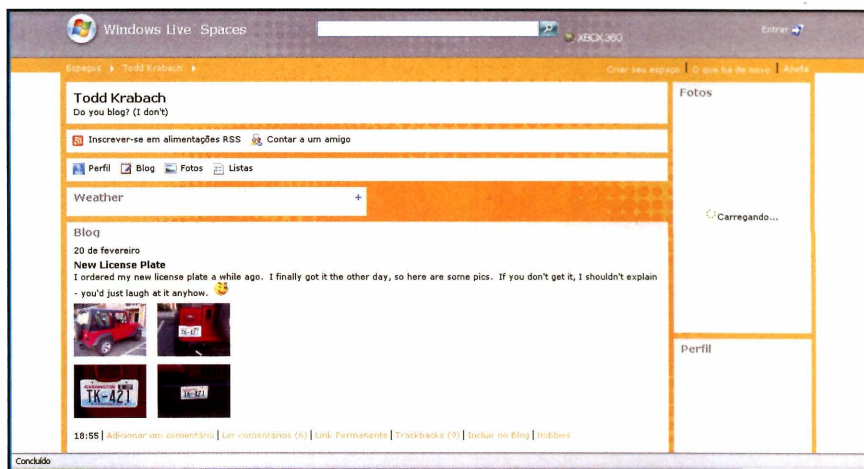 Windows Live Spaces
XBOX 360
Entrar
Espaços Todd Krabach
Criar seu espaço | O que há de novo | Ajuda
Todd Krabach
Do you blog? (I don't)
Inscrever-se em alimentações RSS Contar a um amigo
Perfil Blog Fotos Listas
Weather +
Blog
20 de fevereiro
New License Plate
I ordered my new license plate a while ago. I finally got it the other day, so here are some pics. If you don't get it, I shouldn't explain
- you'd just laugh at it anyhow.
TK-421
WASHINGTON
TK-421
TK-421
18:55 | Adicionar um comentário | Ler comentários (6) | Link Permanente | Trackbacks (9) | Incluir no Blog | Hobbies
Fotos
Carregando...
Perfil
Concluído